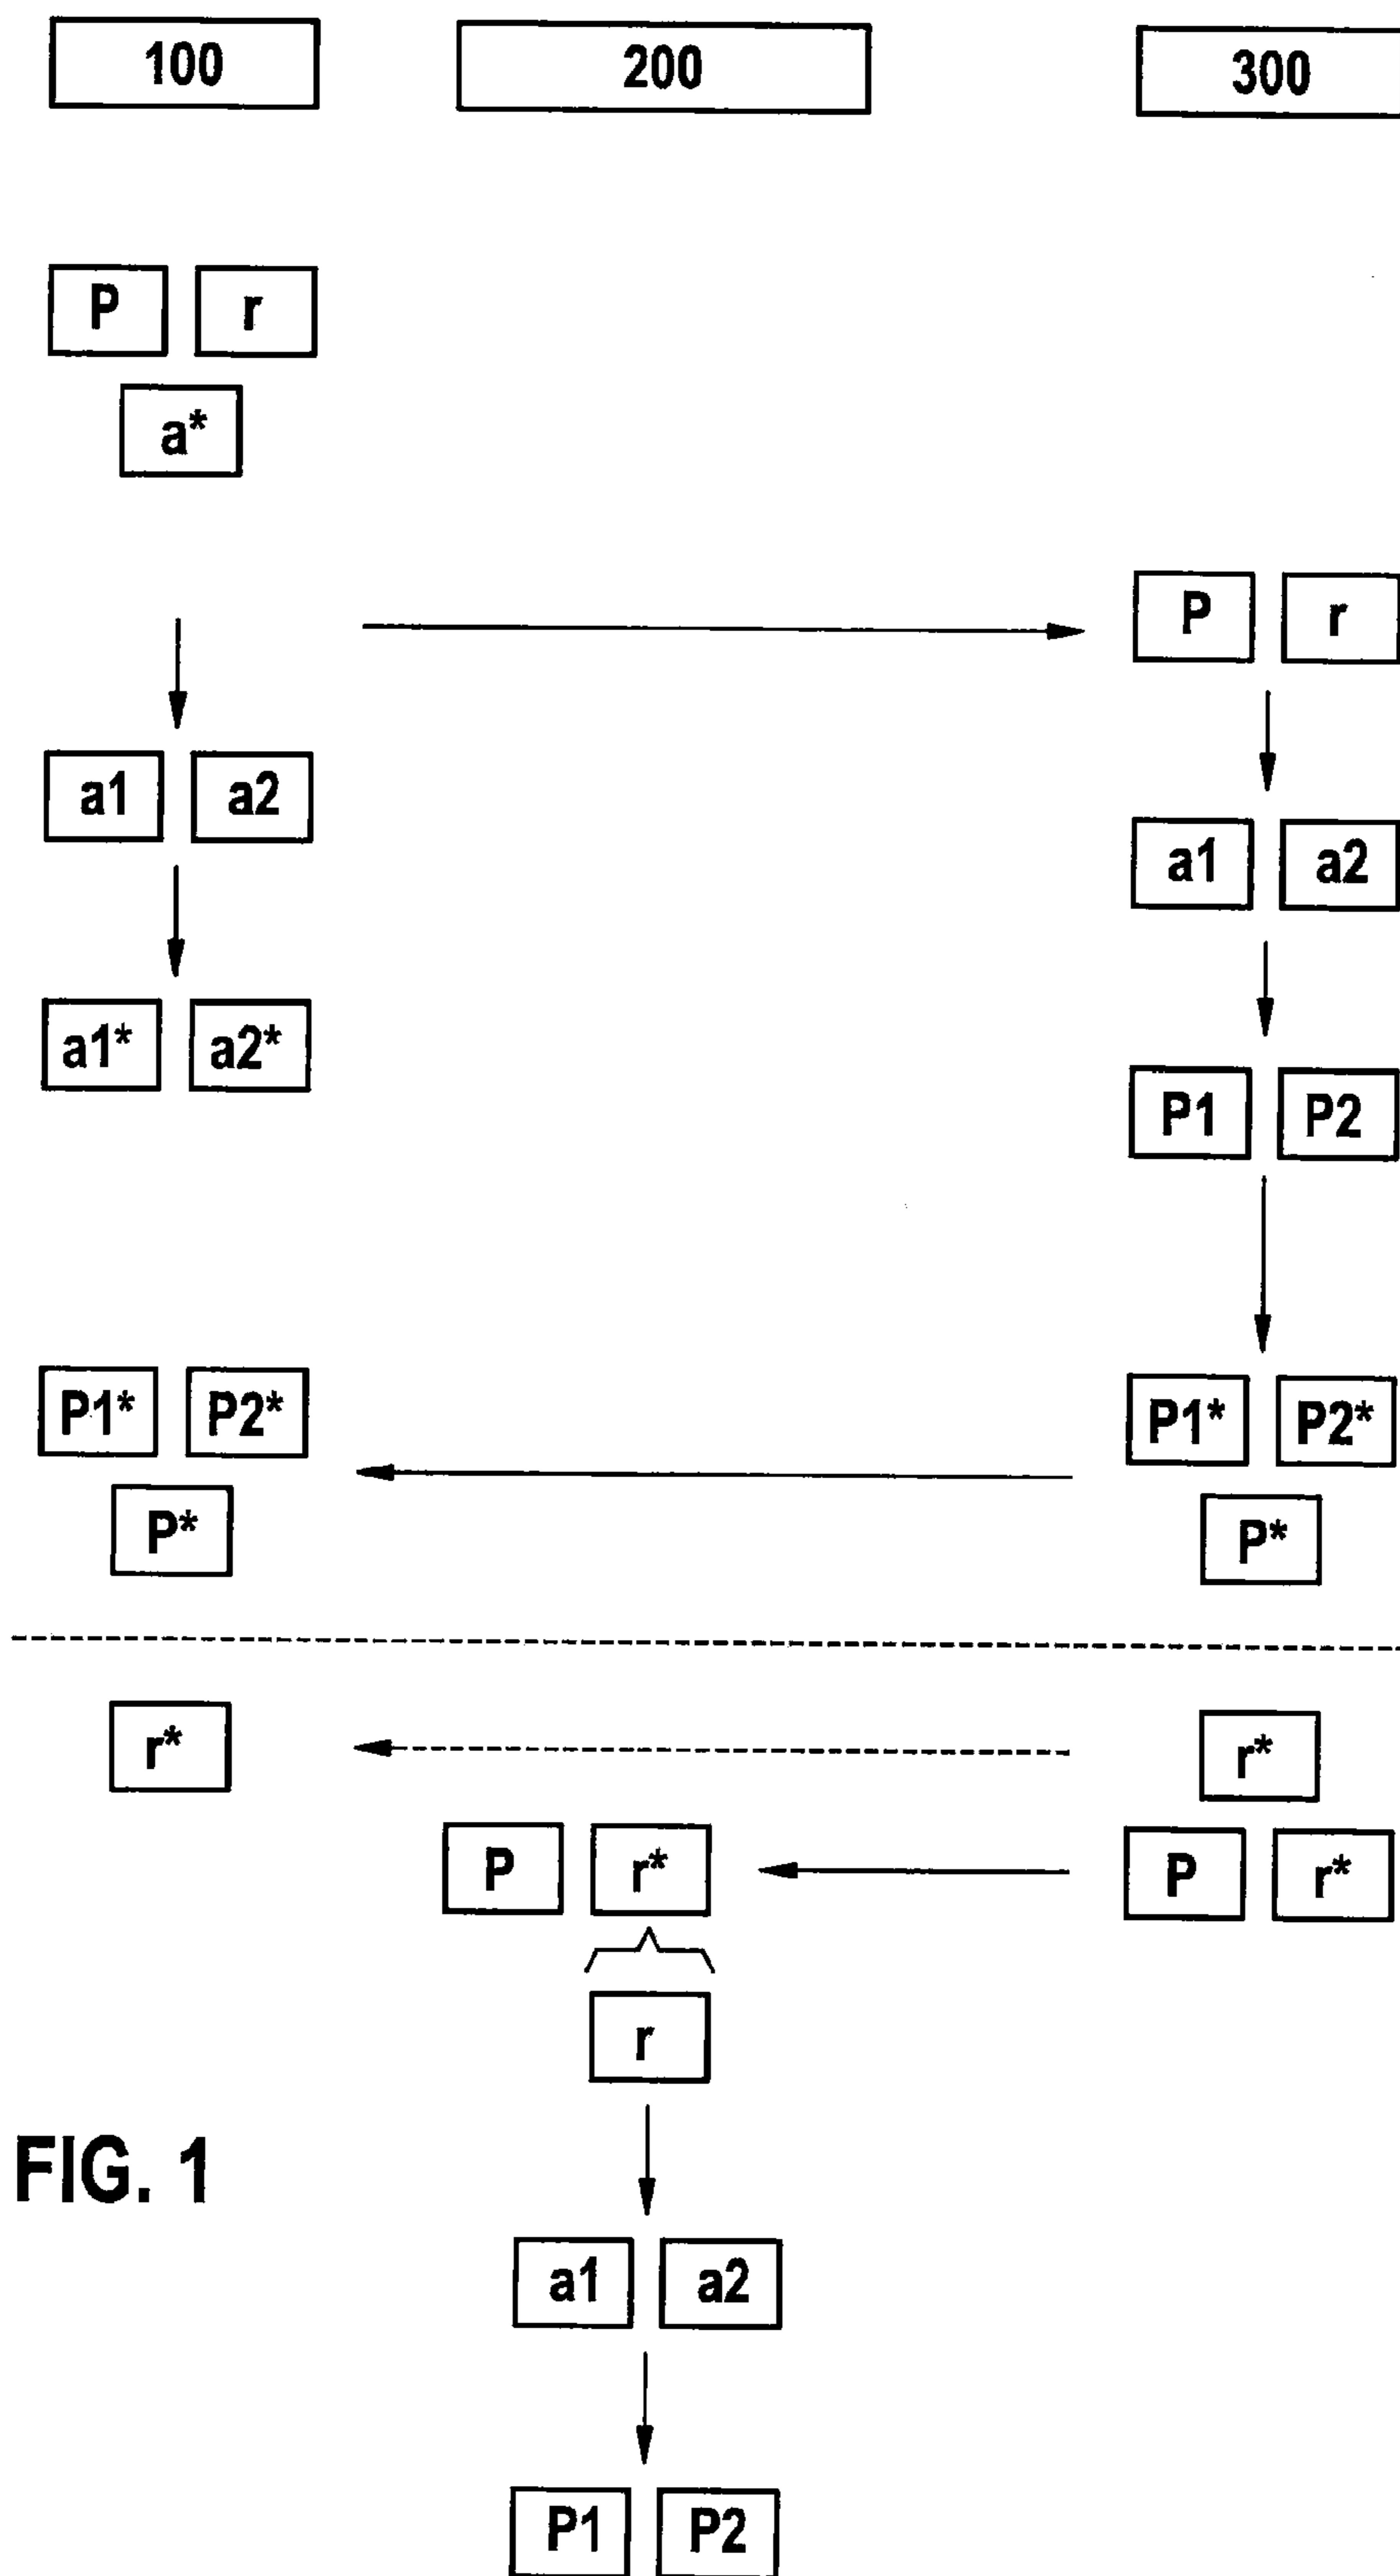 100 200 300
P r
a*
P r
a1 a2
a1 a2
a1* a2*
P1 P2
P1* P2* P1* P2*
P* P*
r* r*
P r* P r*
r
FIG. 1
a1 a2
P1 P2